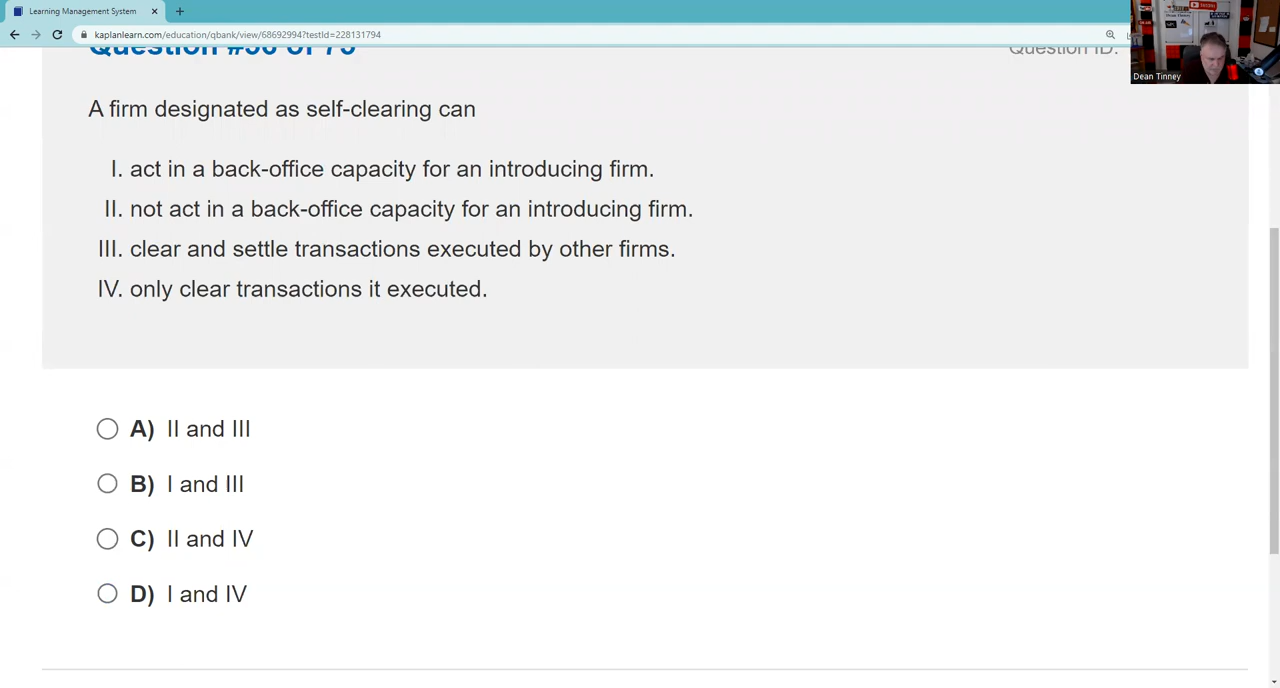 Learning Management System
kaplanlearn.com/education/qbank/view/68692994?testId=228131794
Question ID:
A firm designated as self-clearing can
I. act in a back-office capacity for an introducing firm.
II. not act in a back-office capacity for an introducing firm.
III. clear and settle transactions executed by other firms.
IV. only clear transactions it executed.
A) II and III
B) I and III
C) II and IV
D) I and IV
Dean Tinney